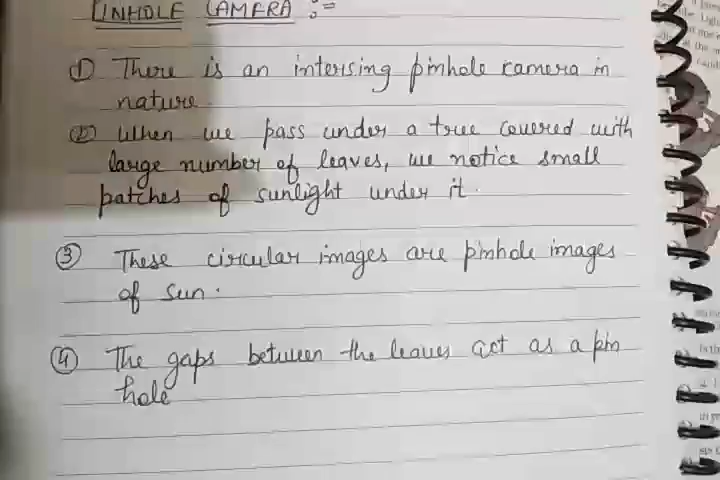 PINHOLE CAMERA :=
① There is an intersing pinhole camera in
nature.
② When we pass under a tree covered with
large number of leaves, we notice small
patches of sunlight under it.
③ These circular images are pinhole images
of sun.
④ The gaps between the leaves act as a pin
hole